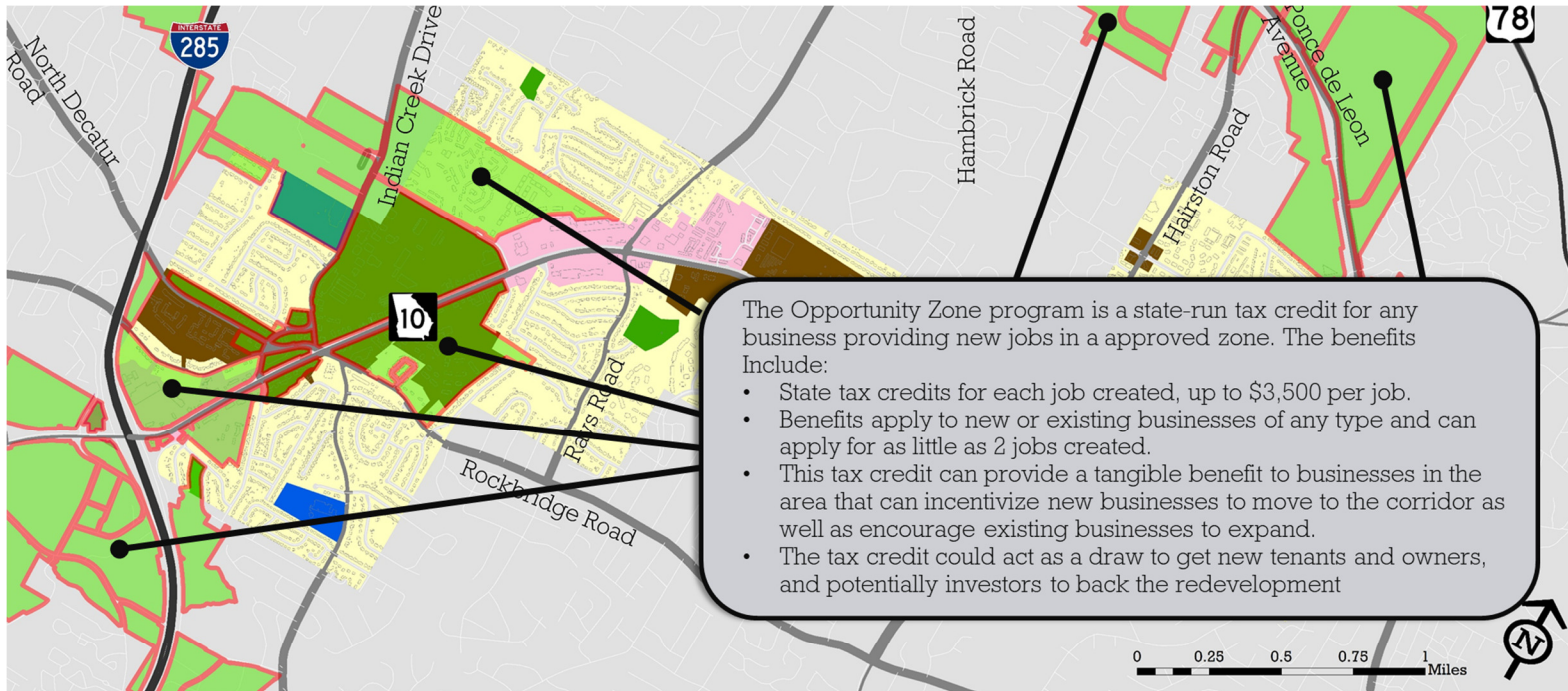 INTERSTATE
285
North Decatur
Road
Indian Creek Drive
Hambrick Road
Ponce de Leon
Avenue
78
Hairston Road
10
Rays Road
Rockbridge Road
The Opportunity Zone program is a state-run tax credit for any
business providing new jobs in a approved zone. The benefits
Include:
• State tax credits for each job created, up to $3,500 per job.
• Benefits apply to new or existing businesses of any type and can
apply for as little as 2 jobs created.
• This tax credit can provide a tangible benefit to businesses in the
area that can incentivize new businesses to move to the corridor as
well as encourage existing businesses to expand.
• The tax credit could act as a draw to get new tenants and owners,
and potentially investors to back the redevelopment
0 0.25 0.5 0.75 1
Miles
N